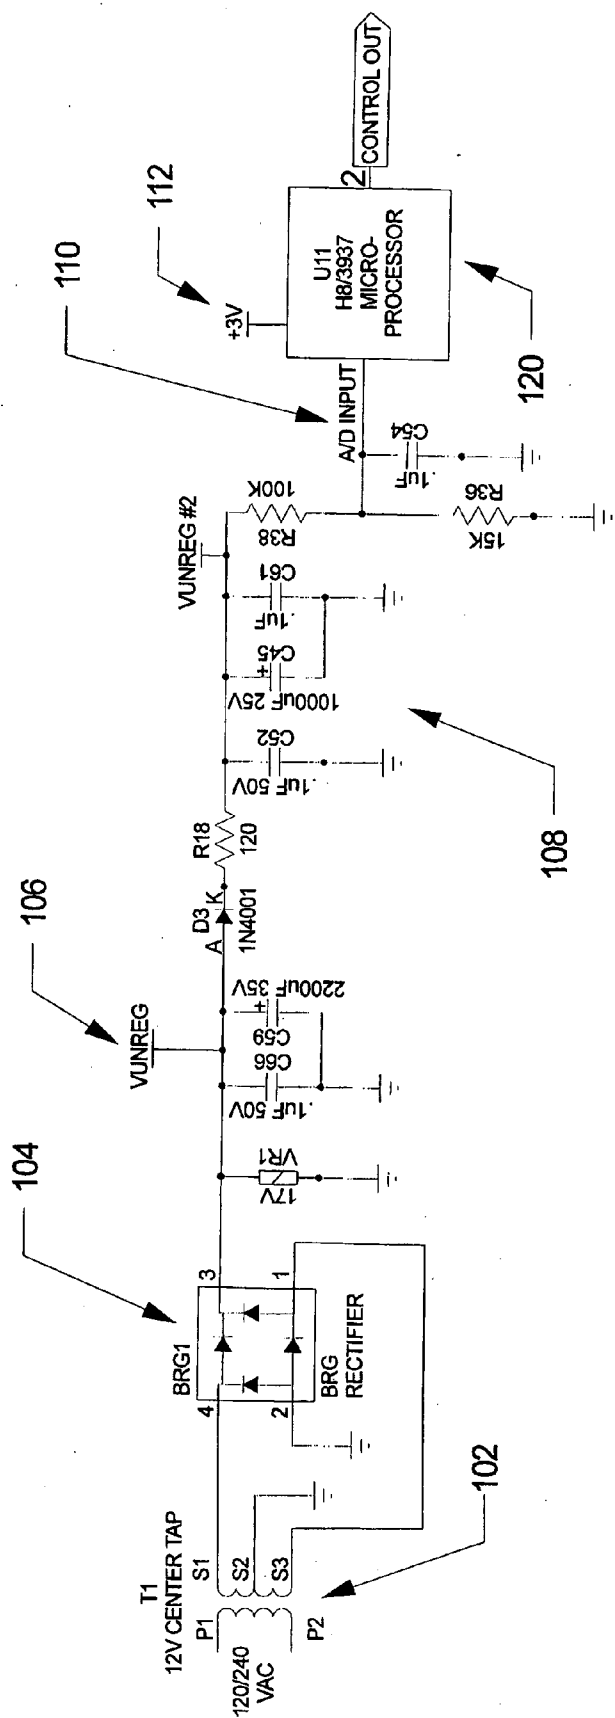 T1
12V CENTER TAP
P1
S1
120/240
VAC
S2
P2
S3
102
BRG1
4
3
2
1
BRG
RECTIFIER
104
VR1
17V
VUNREG
106
C66
.1uF 50V
C59
2200uF 35V
A
D3
K
1N4001
R18
120
C52
.1uF 50V
C45
+
1000uF 25V
C61
.1uF
108
VUNREG #2
R38
100K
R36
15K
C54
.1uF
A/D INPUT
110
+3V
112
U11
H8/3937
MICRO-
PROCESSOR
120
2
CONTROL OUT